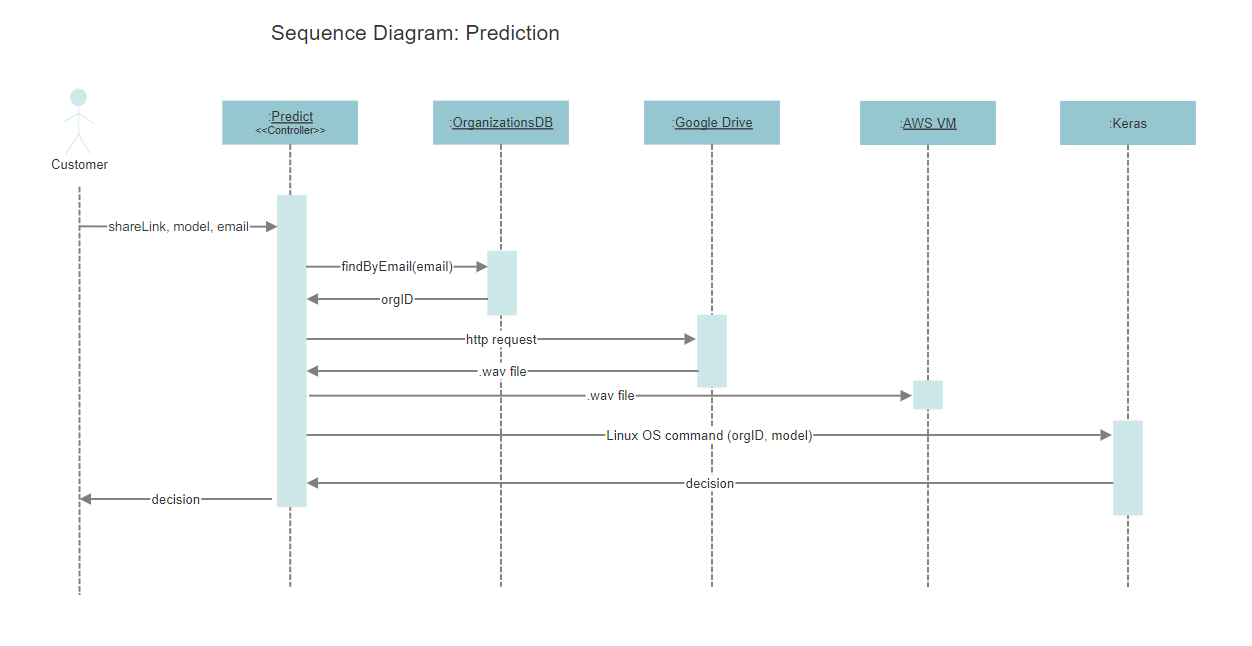 Sequence Diagram: Prediction
:Predict
<<Controller>>
:OrganizationsDB
:Google Drive
:AWS VM
:Keras
Customer
shareLink, model, email
findByEmail(email)
orgID
http request
.wav file
.wav file
Linux OS command (orgID, model)
decision
decision